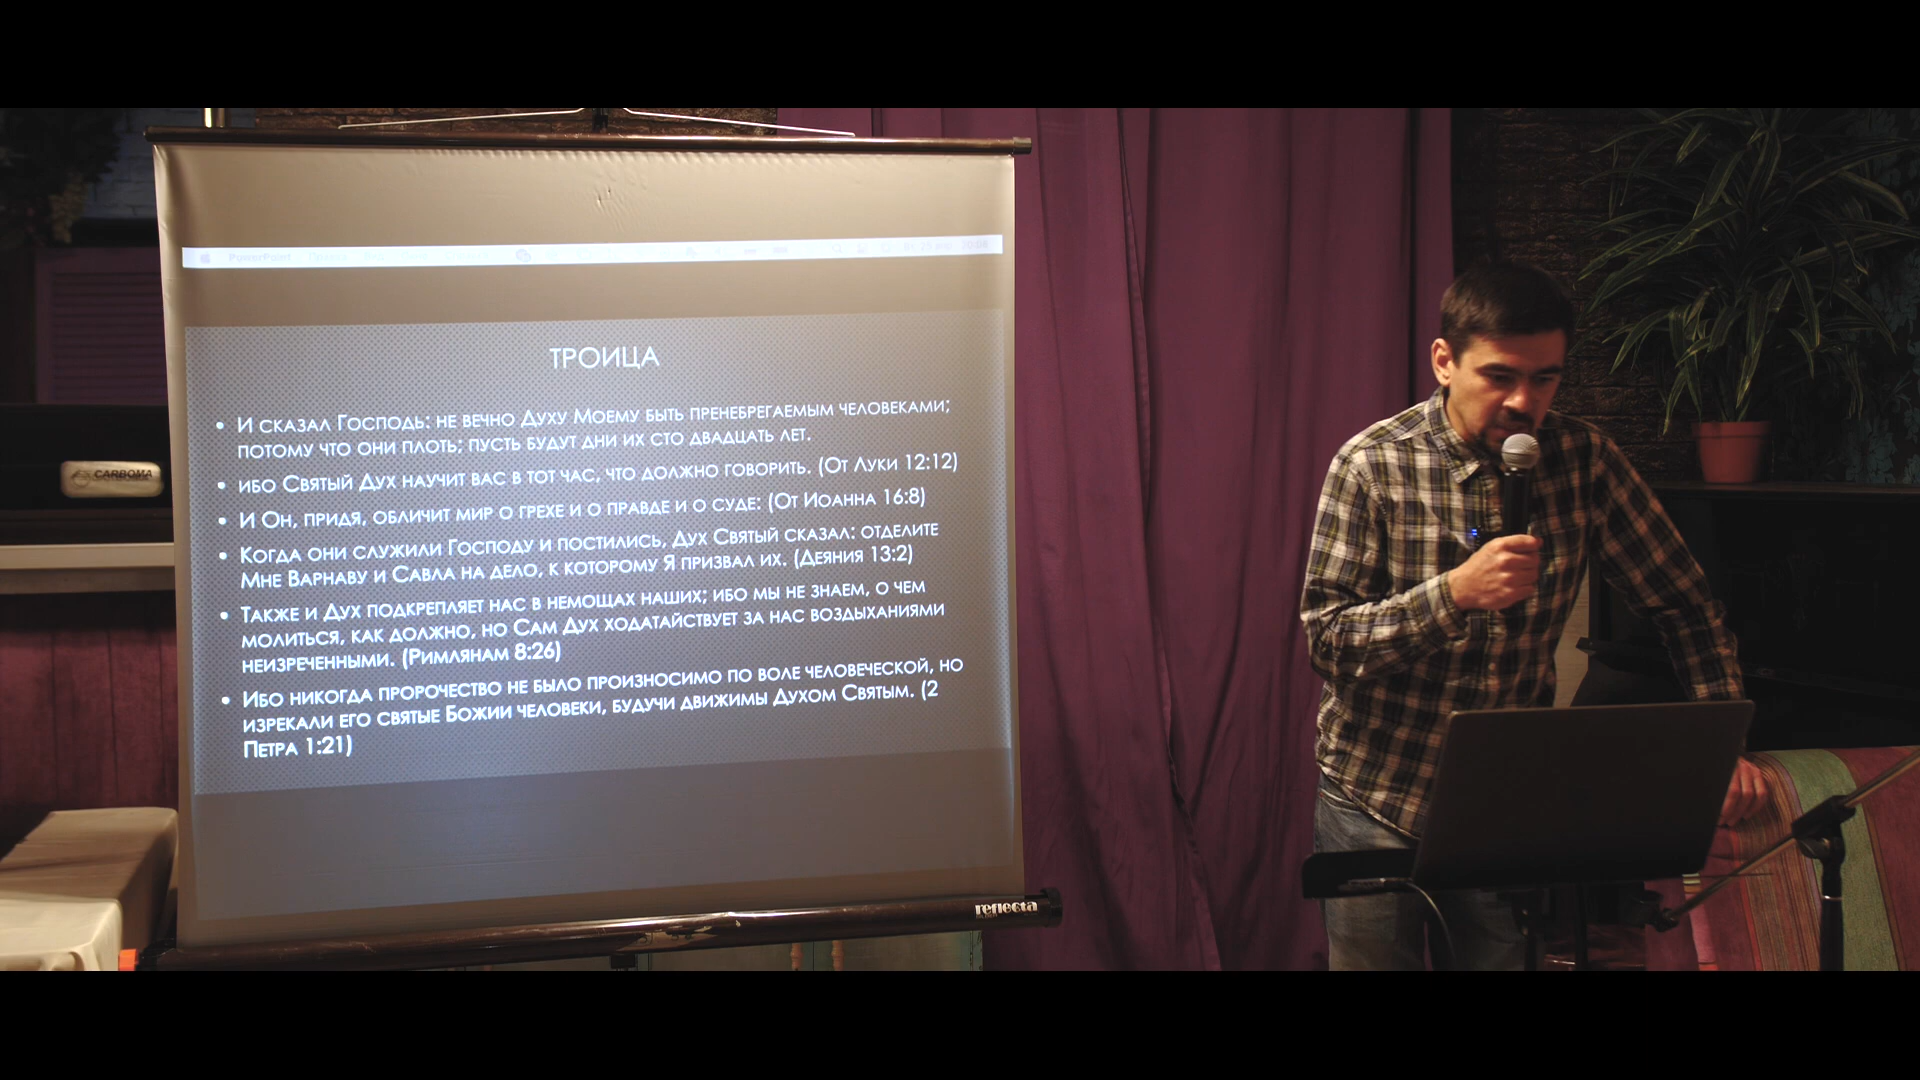 PowerPoint
ТРОИЦА
• И сказал Господь: не вечно Духу Моему быть пренебрегаемым человеками;
потому что они плоть; пусть будут дни их сто двадцать лет.
• ибо Святый Дух научит вас в тот час, что должно говорить. (От Луки 12:12)
• И Он, придя, обличит мир о грехе и о правде и о суде: (От Иоанна 16:8)
• Когда они служили Господу и постились, Дух Святый сказал: отделите
Мне Варнаву и Савла на дело, к которому Я призвал их. (Деяния 13:2)
• Также и Дух подкрепляет нас в немощах наших; ибо мы не знаем, о чем
молиться, как должно, но Сам Дух ходатайствует за нас воздыханиями
неизреченными. (Римлянам 8:26)
• Ибо никогда пророчество не было произносимо по воле человеческой, но
изрекали его святые Божии человеки, будучи движимы Духом Святым. (2
Петра 1:21)
CARBOMA
reflecta